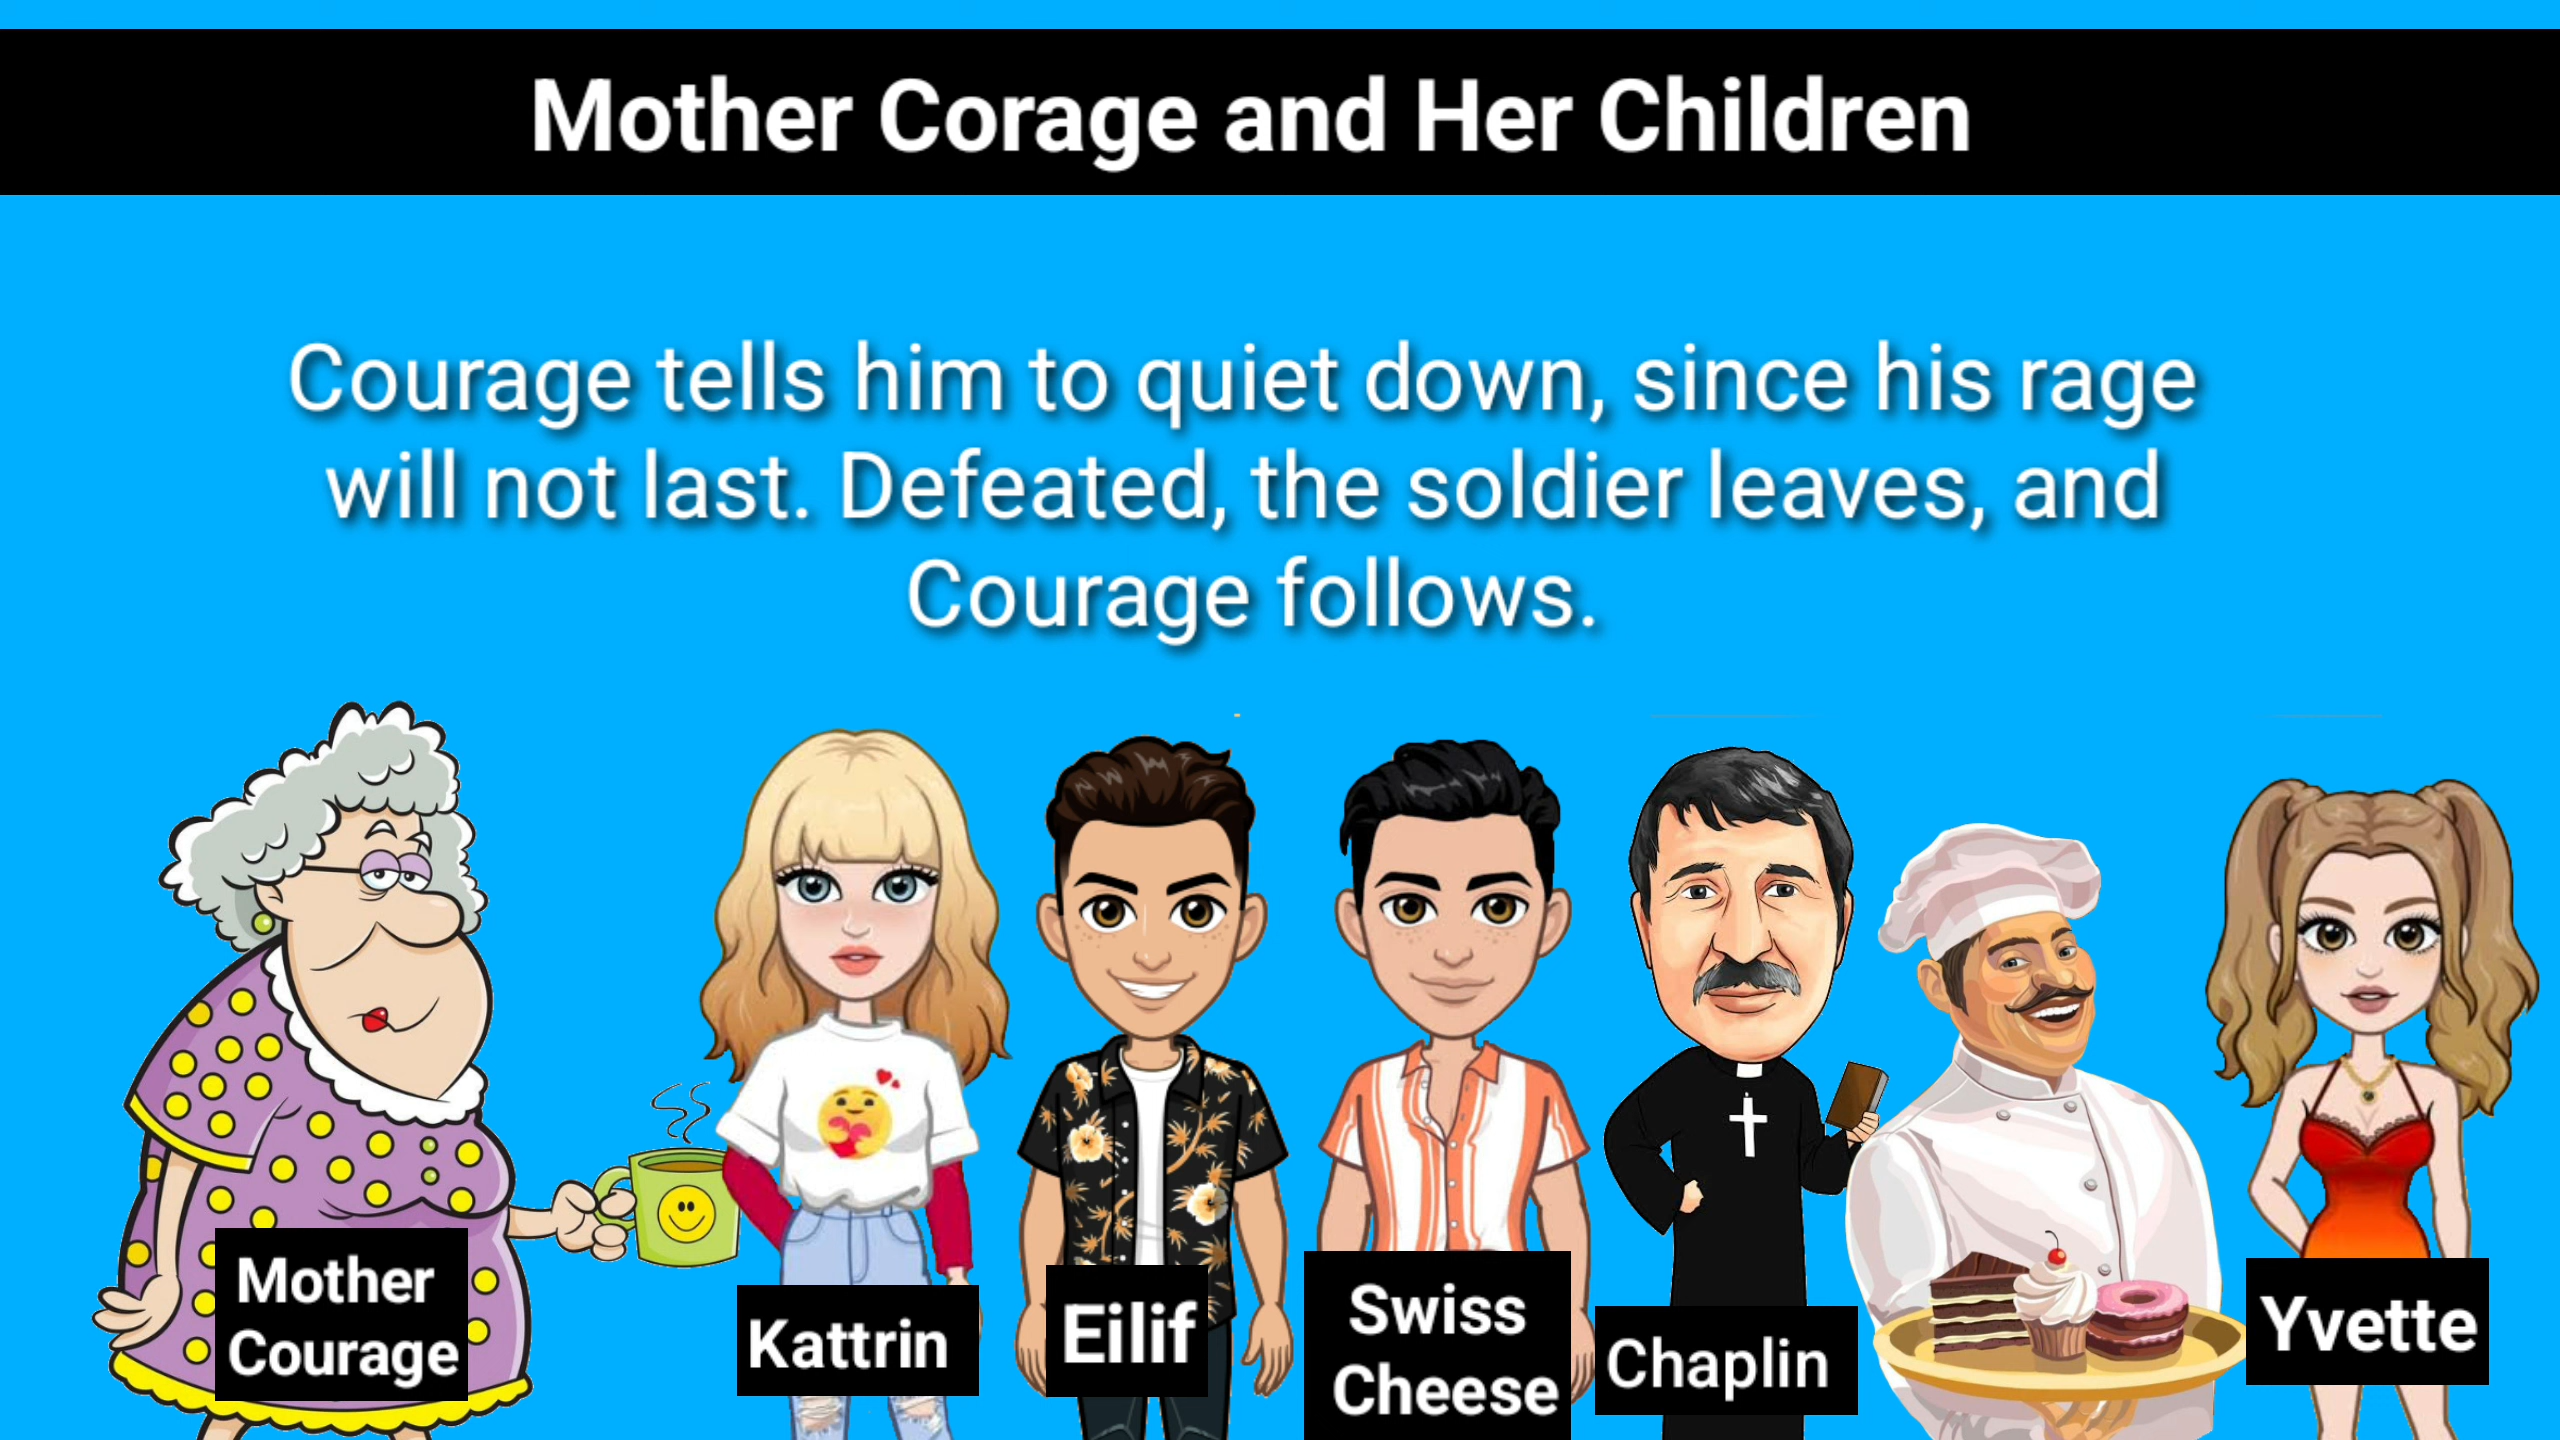 Mother Corage and Her Children
Courage tells him to quiet down, since his rage
will not last. Defeated, the soldier leaves, and
Courage follows.
Mother
Courage
Kattrin
Eilif
Swiss
Cheese
Chaplin
Yvette